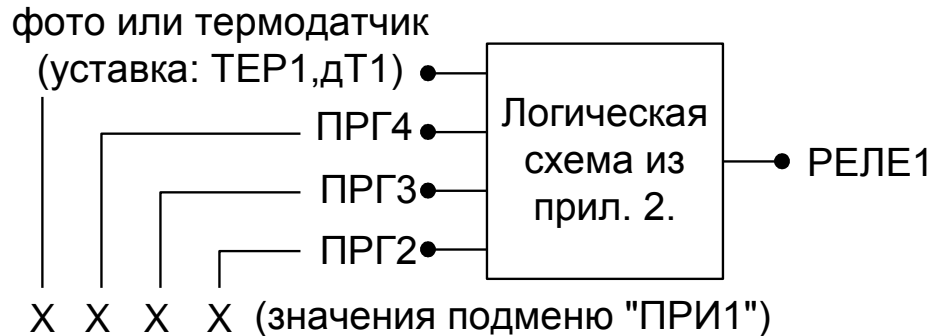 фото или термодатчик
(уставка: ТЕР1,дТ1)
ПРГ4
ПРГ3
ПРГ2
Логическая
схема из
прил. 2.
РЕЛЕ1
X X X X (значения подменю "ПРИ1")